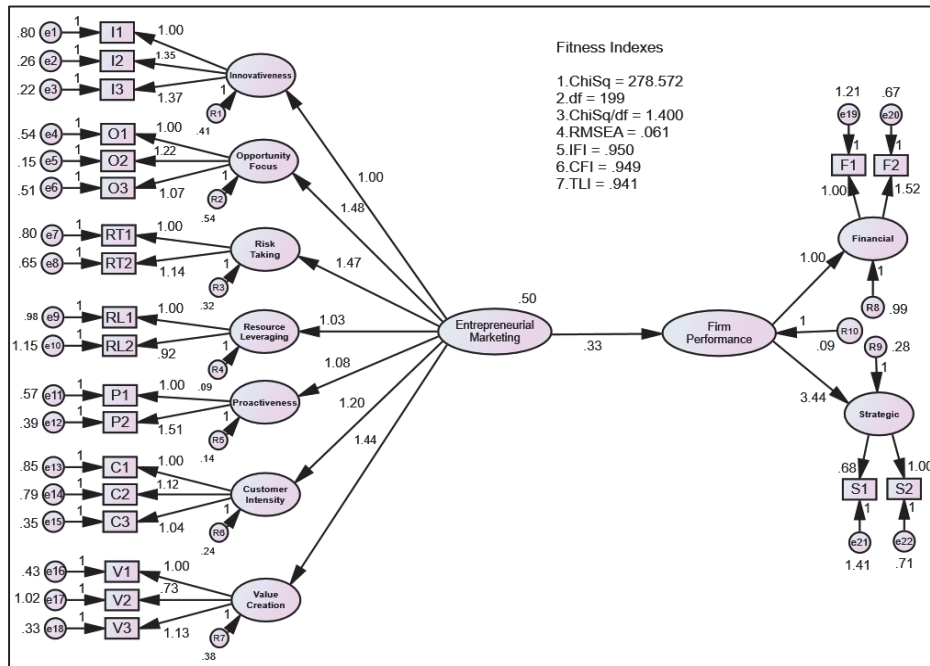 .80 e1 1 I1 1.00
.26 e2 1 I2 1.35
.22 e3 1 I3 1.37
Innovativeness
1
R1
.41
.54 e4 1 O1 1.00
.15 e5 1 O2 1.22
.51 e6 1 O3 1.07
Opportunity
Focus
1
R2
.54
.80 e7 1 RT1 1.00
.65 e8 1 RT2 1.14
Risk
Taking
1
R3
.32
.98 e9 1 RL1 1.00
1.15 e10 1 RL2 .92
Resource
Leveraging
1
R4
.09
.57 e11 1 P1 1.00
.39 e12 1 P2 1.51
Proactiveness
1
R5
.14
.85 e13 1 C1 1.00
.79 e14 1 C2 1.12
.35 e15 1 C3 1.04
Customer
Intensity
1
R6
.24
.43 e16 1 V1 1.00
1.02 e17 1 V2 .73
.33 e18 1 V3 1.13
Value
Creation
1
R7
.38
1.00
1.48
1.47
1.03
1.08
1.20
1.44
.50
Entrepreneurial
Marketing
.33
Fitness Indexes
1.ChiSq = 278.572
2.df = 199
3.ChiSq/df = 1.400
4.RMSEA = .061
5.IFI = .950
6.CFI = .949
7.TLI = .941
Firm
Performance
1
R10
.09
1.00
3.44
1.21 .67
e19 e20
1 1
F1 F2
1.00 1.52
Financial
1
R8
.99
R9 .28
1
Strategic
.68 1.00
S1 S2
1 1
e21 e22
1.41 .71